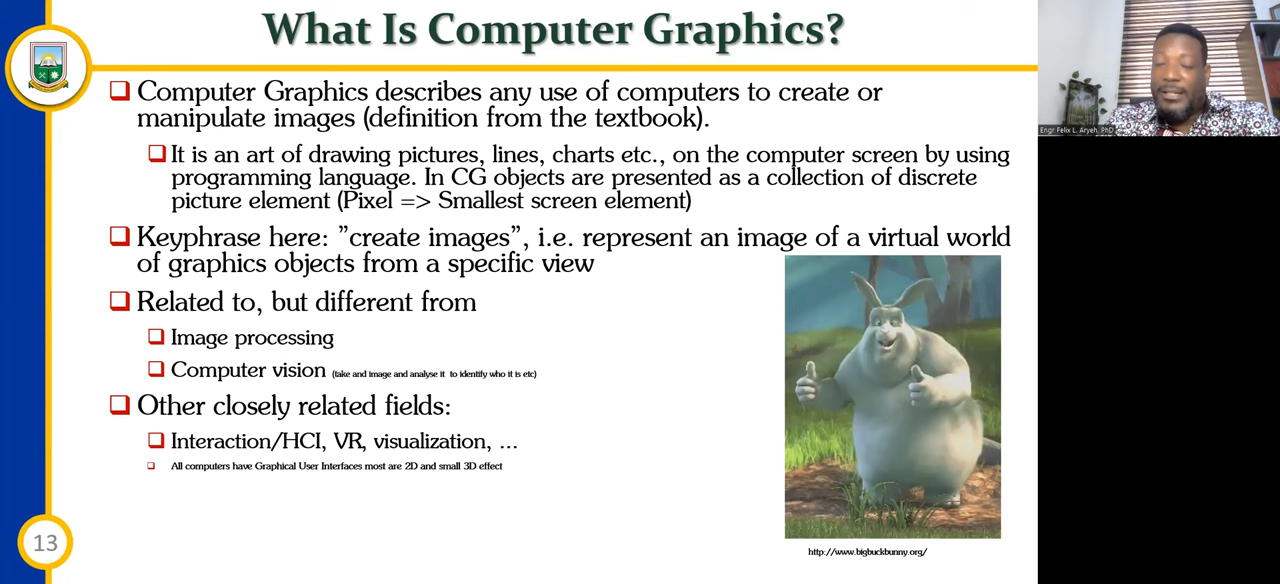 What Is Computer Graphics?
Engr Felix L. Aryeh, PhD
❑ Computer Graphics describes any use of computers to create or
manipulate images (definition from the textbook).
❑ It is an art of drawing pictures, lines, charts etc., on the computer screen by using
programming language. In CG objects are presented as a collection of discrete
picture element (Pixel => Smallest screen element)
❑ Keyphrase here: ”create images”, i.e. represent an image of a virtual world
of graphics objects from a specific view
❑ Related to, but different from
❑ Image processing
❑ Computer vision (take and image and analyse it to identify who it is etc)
❑ Other closely related fields:
❑ Interaction/HCI, VR, visualization, ...
❑ All computers have Graphical User Interfaces most are 2D and small 3D effect
13
http://www.bigbuckbunny.org/